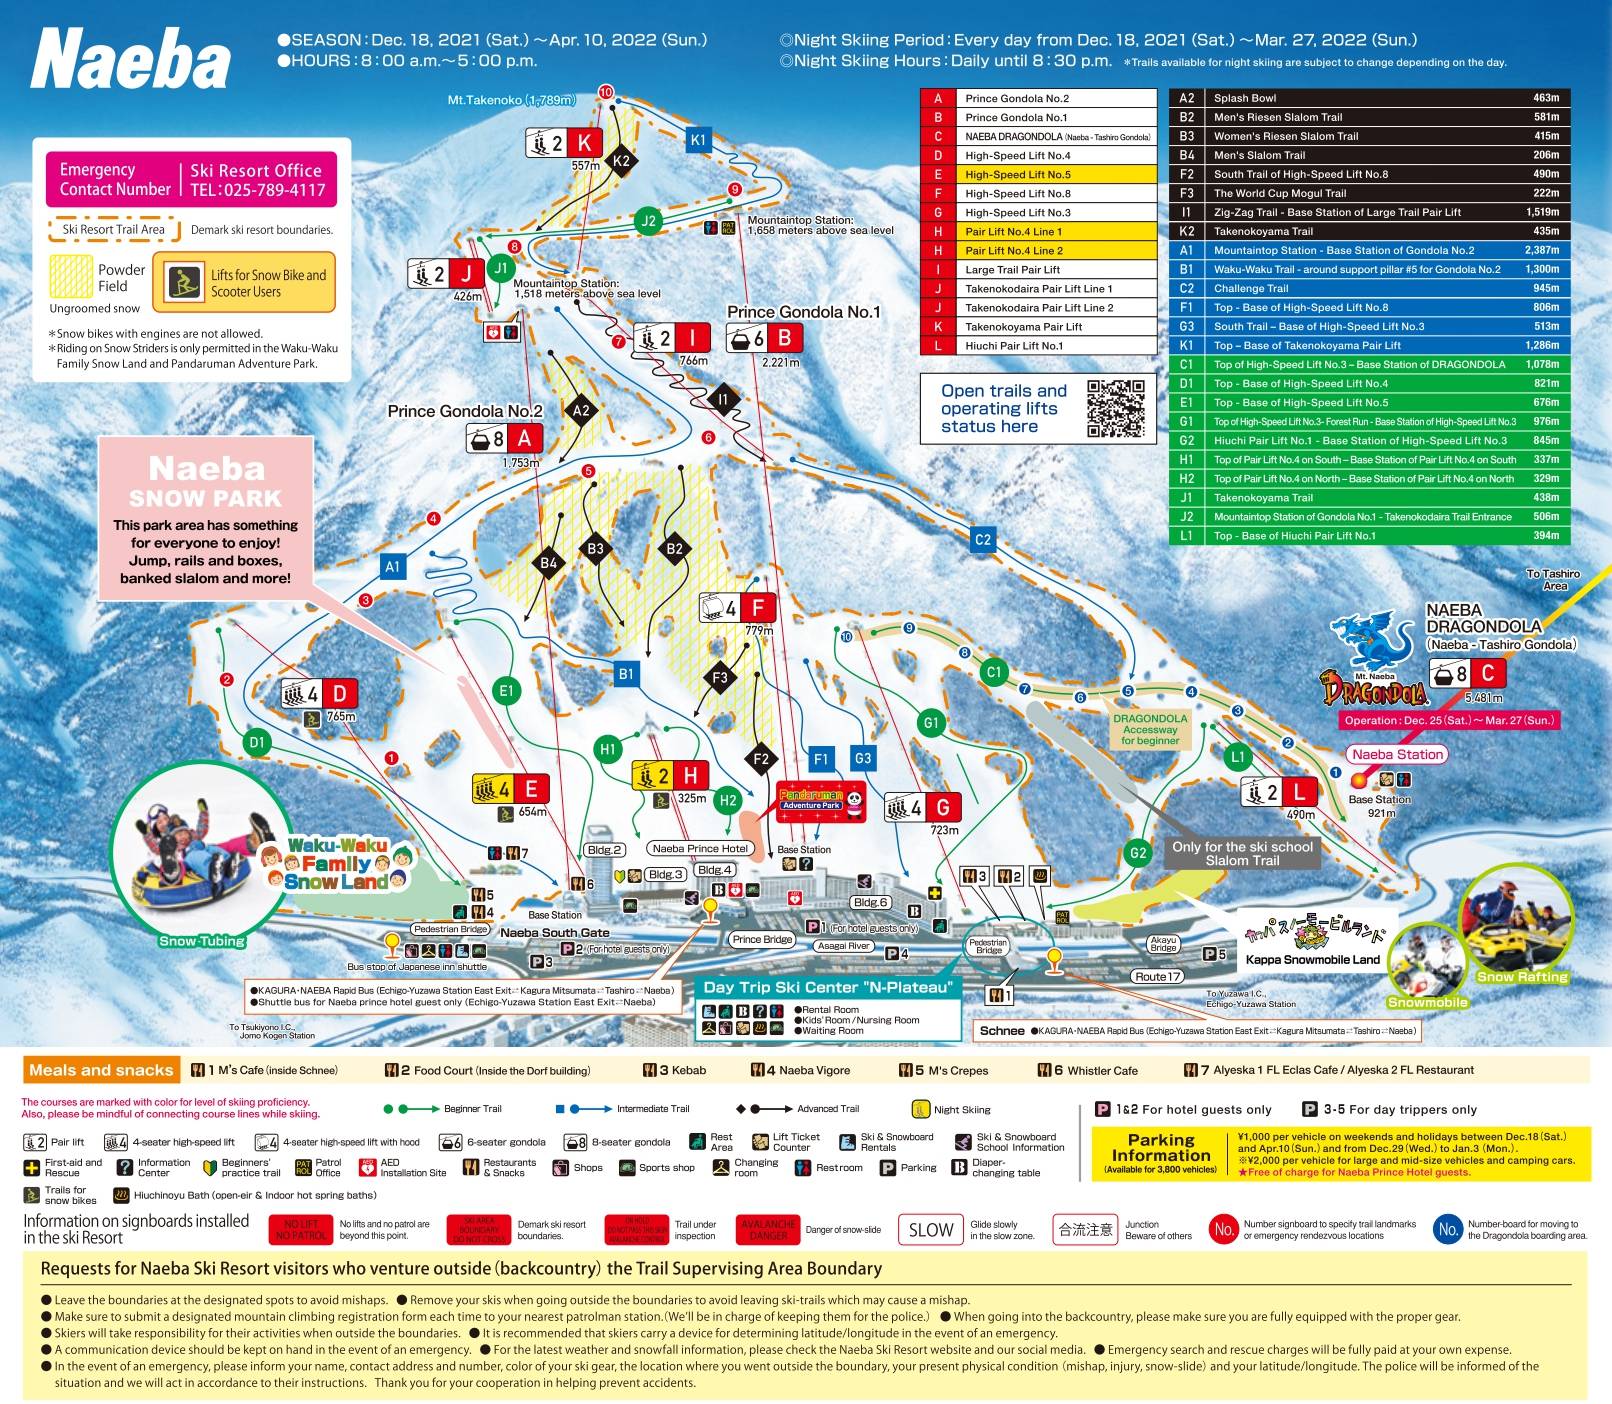 Naeba
●SEASON:Dec. 18, 2021 (Sat.) ～Apr. 10, 2022 (Sun.)
●HOURS:8:00 a.m.～5:00 p.m.
◎Night Skiing Period:Every day from Dec. 18, 2021 (Sat.) ～Mar. 27, 2022 (Sun.)
◎Night Skiing Hours:Daily until 8:30 p.m. ＊Trails available for night skiing are subject to change depending on the day.
Emergency Contact Number
Ski Resort Office
TEL:025-789-4117
Ski Resort Trail Area
Demark ski resort boundaries.
Powder Field
Ungroomed snow
Lifts for Snow Bike and Scooter Users
＊Snow bikes with engines are not allowed.
＊Riding on Snow Striders is only permitted in the Waku-Waku
Family Snow Land and Pandaruman Adventure Park.
A Prince Gondola No.2
B Prince Gondola No.1
C NAEBA DRAGONDOLA (Naeba - Tashiro Gondola)
D High-Speed Lift No.4
E High-Speed Lift No.5
F High-Speed Lift No.8
G High-Speed Lift No.3
H Pair Lift No.4 Line 1
H Pair Lift No.4 Line 2
I Large Trail Pair Lift
J Takenokodaira Pair Lift Line 1
J Takenokodaira Pair Lift Line 2
K Takenokoyama Pair Lift
L Hiuchi Pair Lift No.1
Open trails and
operating lifts
status here
A2 Splash Bowl 463m
B2 Men's Riesen Slalom Trail 581m
B3 Women's Riesen Slalom Trail 415m
B4 Men's Slalom Trail 206m
F2 South Trail of High-Speed Lift No.8 490m
F3 The World Cup Mogul Trail 222m
I1 Zig-Zag Trail - Base Station of Large Trail Pair Lift 1,519m
K2 Takenokoyama Trail 435m
A1 Mountaintop Station - Base Station of Gondola No.2 2,387m
B1 Waku-Waku Trail - around support pillar #5 for Gondola No.2 1,300m
C2 Challenge Trail 945m
F1 Top - Base of High-Speed Lift No.8 806m
G3 South Trail – Base of High-Speed Lift No.3 513m
K1 Top – Base of Takenokoyama Pair Lift 1,286m
C1 Top of High-Speed Lift No.3 – Base Station of DRAGONDOLA 1,078m
D1 Top - Base of High-Speed Lift No.4 821m
E1 Top - Base of High-Speed Lift No.5 676m
G1 Top of High-Speed Lift No.3- Forest Run - Base Station of High-Speed Lift No.3 976m
G2 Hiuchi Pair Lift No.1 - Base Station of High-Speed Lift No.3 845m
H1 Top of Pair Lift No.4 on South – Base Station of Pair Lift No.4 on South 337m
H2 Top of Pair Lift No.4 on North – Base Station of Pair Lift No.4 on North 329m
J1 Takenokoyama Trail 438m
J2 Mountaintop Station of Gondola No.1 - Takenokodaira Trail Entrance 506m
L1 Top - Base of Hiuchi Pair Lift No.1 394m
Mt.Takenoko (1,789m)
10
2 K
557m
K2
K1
9
J2
PATROL
Mountaintop Station:
1,658 meters above sea level
8
2 J
426m
J1
Mountaintop Station:
1,518 meters above sea level
7
2 I
766m
Prince Gondola No.1
6 B
2,221m
I1
A2
Prince Gondola No.2
8 A
1,753m
6
5
4
3
2
1
Naeba
SNOW PARK
This park area has something
for everyone to enjoy!
Jump, rails and boxes,
banked slalom and more!
A1
B4
B3
B2
C2
4 F
779m
F3
B1
E1
4 D
765m
D1
4 E
654m
H1
2 H
325m
H2
F2
F1
G3
Pandaruman
Adventure Park
4 G
723m
G1
10
9
8
C1
7
6
5
4
3
2
1
DRAGONDOLA
Accessway
for beginner
L1
2 L
490m
G2
Only for the ski school
Slalom Trail
To Tashiro
Area
NAEBA
DRAGONDOLA
(Naeba - Tashiro Gondola)
Mt. Naeba
DRAGONDOLA
8 C
5,481m
Operation:Dec. 25 (Sat.) ～ Mar. 27 (Sun.)
Naeba Station
Base Station
921m
Waku-Waku
Family
Snow Land
Snow Tubing
7
5
4
6
Bldg.2
Naeba Prince Hotel
Bldg.3
Bldg.4
Base Station
Bldg.6
3
2
PATROL
Base Station
Pedestrian Bridge
Naeba South Gate
P2 (For hotel guests only)
P3
Prince Bridge
P1 (For hotel guests only)
Asagai River
P4
Pedestrian
Bridge
Akayu
Bridge
P5
Route17
1
カッパスノーモービルランド
Kappa Snowmobile Land
Snowmobile
Snow Rafting
Bus stop of Japanese inn shuttle
●KAGURA・NAEBA Rapid Bus (Echigo-Yuzawa Station East Exit⇄Kagura Mitsumata⇄Tashiro⇄Naeba)
●Shuttle bus for Naeba prince hotel guest only (Echigo-Yuzawa Station East Exit⇄Naeba)
To Tsukiyono I.C.,
Jomo Kogen Station
Day Trip Ski Center "N-Plateau"
●Rental Room
●Kids' Room /Nursing Room
●Waiting Room
To Yuzawa I.C.,
Echigo-Yuzawa Station
Schnee ●KAGURA・NAEBA Rapid Bus (Echigo-Yuzawa Station East Exit⇄Kagura Mitsumata⇄Tashiro⇄Naeba)
Meals and snacks 1 M's Cafe (inside Schnee) 2 Food Court (Inside the Dorf building) 3 Kebab 4 Naeba Vigore 5 M's Crepes 6 Whistler Cafe 7 Alyeska 1 FL Eclas Cafe / Alyeska 2 FL Restaurant
The courses are marked with color for level of skiing proficiency.
Also, please be mindful of connecting course lines while skiing.
Beginner Trail
Intermediate Trail
Advanced Trail
Night Skiing
P 1&2 For hotel guests only
P 3-5 For day trippers only
2 Pair lift
4 4-seater high-speed lift
4 4-seater high-speed lift with hood
6 6-seater gondola
8 8-seater gondola
Rest Area
Lift Ticket Counter
Ski & Snowboard Rentals
Ski & Snowboard School Information
First-aid and Rescue
Information Center
Beginners' practice trail
PATROL Patrol Office
AED AED Installation Site
Restaurants & Snacks
Shops
Sports shop
Changing room
Restroom
P Parking
B Diaper-changing table
Trails for snow bikes
Hiuchinoyu Bath (open-eir & Indoor hot spring baths)
Parking Information
(Available for 3,800 vehicles)
¥1,000 per vehicle on weekends and holidays between Dec.18 (Sat.)
and Apr.10 (Sun.) and from Dec.29 (Wed.) to Jan.3 (Mon.).
※¥2,000 per vehicle for large and mid-size vehicles and camping cars.
★Free of charge for Naeba Prince Hotel guests.
Information on signboards installed
in the ski Resort
NO LIFT
NO PATROL
No lifts and no patrol are
beyond this point.
SKI AREA
BOUNDARY
DO NOT CROSS
Demark ski resort
boundaries.
Trail under
inspection
AVALANCHE
DANGER
Danger of snow-slide
SLOW
Glide slowly
in the slow zone.
合流注意
Junction
Beware of others
No.
Number signboard to specify trail landmarks
or emergency rendezvous locations
No.
Number-board for moving to
the Dragondola boarding area.
Requests for Naeba Ski Resort visitors who venture outside (backcountry) the Trail Supervising Area Boundary
● Leave the boundaries at the designated spots to avoid mishaps. ● Remove your skis when going outside the boundaries to avoid leaving ski-trails which may cause a mishap.
● Make sure to submit a designated mountain climbing registration form each time to your nearest patrolman station.(We'll be in charge of keeping them for the police.) ● When going into the backcountry, please make sure you are fully equipped with the proper gear.
● Skiers will take responsibility for their activities when outside the boundaries. ● It is recommended that skiers carry a device for determining latitude/longitude in the event of an emergency.
● A communication device should be kept on hand in the event of an emergency. ● For the latest weather and snowfall information, please check the Naeba Ski Resort website and our social media. ● Emergency search and rescue charges will be fully paid at your own expense.
● In the event of an emergency, please inform your name, contact address and number, color of your ski gear, the location where you went outside the boundary, your present physical condition (mishap, injury, snow-slide) and your latitude/longitude. The police will be informed of the
situation and we will act in accordance to their instructions. Thank you for your cooperation in helping prevent accidents.